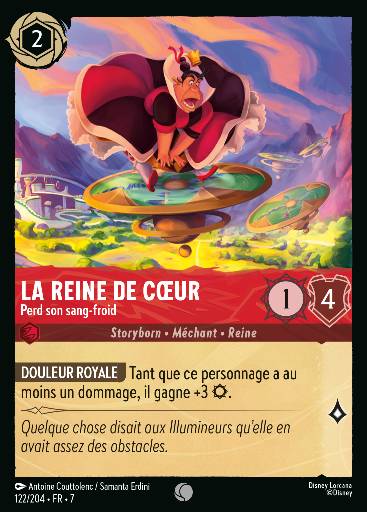 2
LA REINE DE CŒUR
Perd son sang-froid
1
4
Storyborn • Méchant • Reine
DOULEUR ROYALE Tant que ce personnage a au
moins un dommage, il gagne +3 .
Quelque chose disait aux Illumineurs qu'elle en
avait assez des obstacles.
Antoine Couttolenc / Samanta Erdini
122/204 • FR • 7
Disney Lorcana
©Disney